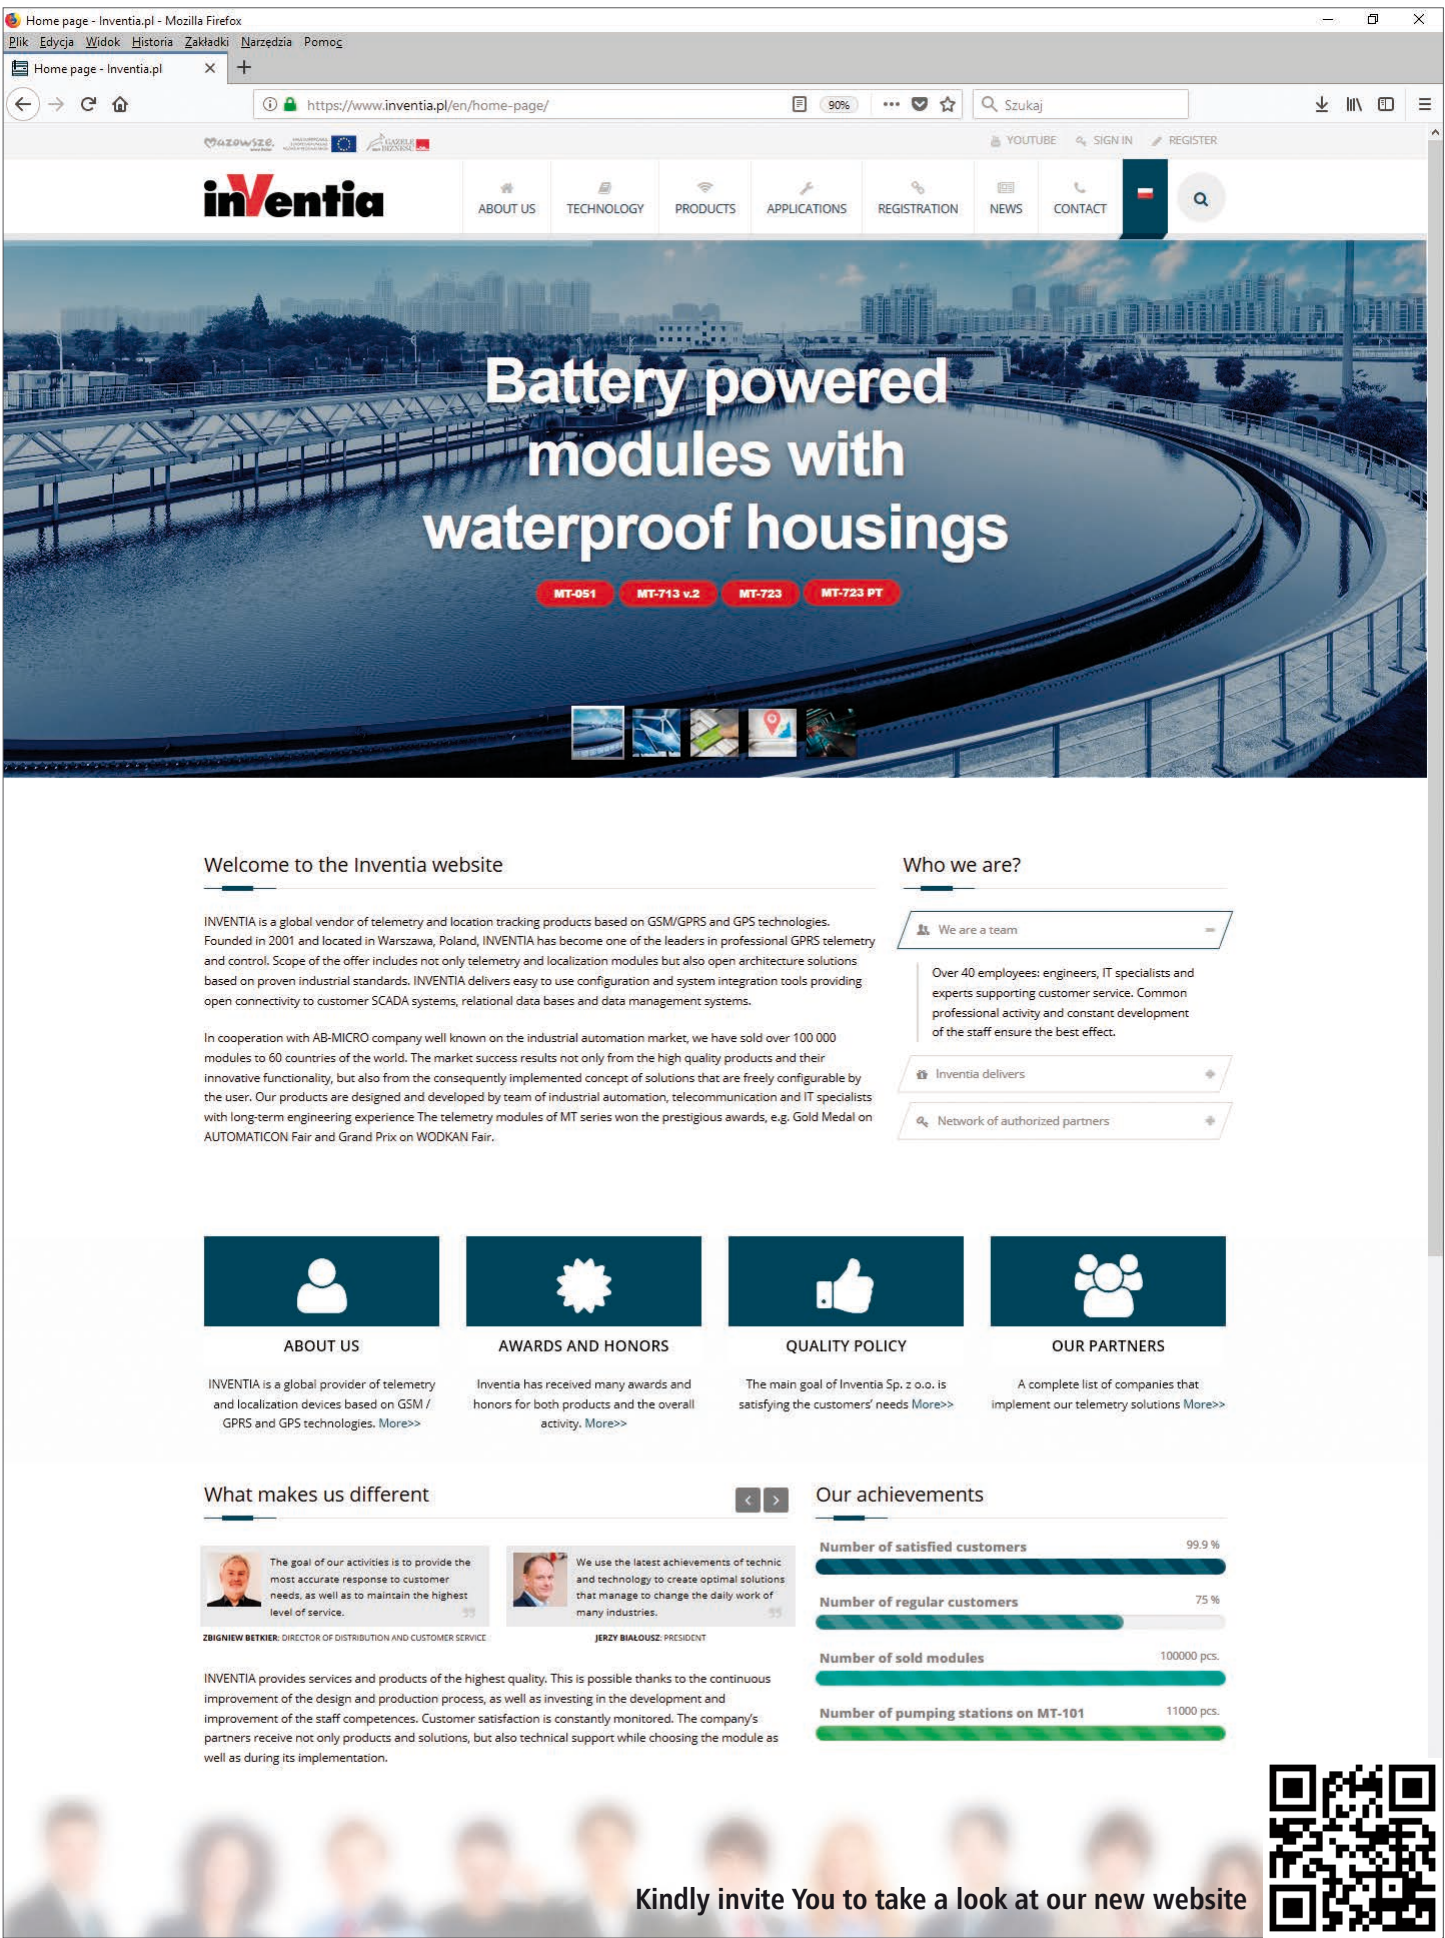 Home page - Inventia.pl - Mozilla Firefox
Plik Edycja Widok Historia Zakładki Narzędzia Pomoc
Home page - Inventia.pl
https://www.inventia.pl/en/home-page/
90%
Szukaj
mazowsze.
GAZELE BIZNESU
YOUTUBE SIGN IN REGISTER
inVentia
ABOUT US TECHNOLOGY PRODUCTS APPLICATIONS REGISTRATION NEWS CONTACT
Battery powered
modules with
waterproof housings
MT-051 MT-713 v.2 MT-723 MT-723 PT
Welcome to the Inventia website
INVENTIA is a global vendor of telemetry and location tracking products based on GSM/GPRS and GPS technologies.
Founded in 2001 and located in Warszawa, Poland, INVENTIA has become one of the leaders in professional GPRS telemetry
and control. Scope of the offer includes not only telemetry and localization modules but also open architecture solutions
based on proven industrial standards. INVENTIA delivers easy to use configuration and system integration tools providing
open connectivity to customer SCADA systems, relational data bases and data management systems.
In cooperation with AB-MICRO company well known on the industrial automation market, we have sold over 100 000
modules to 60 countries of the world. The market success results not only from the high quality products and their
innovative functionality, but also from the consequently implemented concept of solutions that are freely configurable by
the user. Our products are designed and developed by team of industrial automation, telecommunication and IT specialists
with long-term engineering experience The telemetry modules of MT series won the prestigious awards, e.g. Gold Medal on
AUTOMATICON Fair and Grand Prix on WODKAN Fair.
Who we are?
We are a team
Over 40 employees: engineers, IT specialists and
experts supporting customer service. Common
professional activity and constant development
of the staff ensure the best effect.
Inventia delivers
Network of authorized partners
ABOUT US
INVENTIA is a global provider of telemetry
and localization devices based on GSM /
GPRS and GPS technologies. More>>
AWARDS AND HONORS
Inventia has received many awards and
honors for both products and the overall
activity. More>>
QUALITY POLICY
The main goal of Inventia Sp. z o.o. is
satisfying the customers' needs More>>
OUR PARTNERS
A complete list of companies that
implement our telemetry solutions More>>
What makes us different
The goal of our activities is to provide the
most accurate response to customer
needs, as well as to maintain the highest
level of service.
ZBIGNIEW BETKIER: DIRECTOR OF DISTRIBUTION AND CUSTOMER SERVICE
We use the latest achievements of technic
and technology to create optimal solutions
that manage to change the daily work of
many industries.
JERZY BIAŁOUSZ: PRESIDENT
INVENTIA provides services and products of the highest quality. This is possible thanks to the continuous
improvement of the design and production process, as well as investing in the development and
improvement of the staff competences. Customer satisfaction is constantly monitored. The company's
partners receive not only products and solutions, but also technical support while choosing the module as
well as during its implementation.
Our achievements
Number of satisfied customers 99.9 %
Number of regular customers 75 %
Number of sold modules 100000 pcs.
Number of pumping stations on MT-101 11000 pcs.
Kindly invite You to take a look at our new website